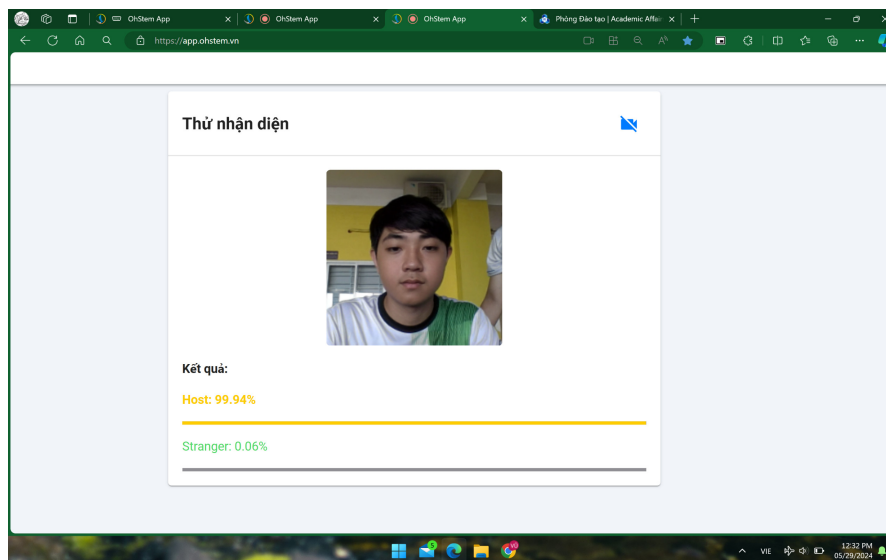 OhStem App
OhStem App
OhStem App
Phòng Đào tạo | Academic Affair
https://app.ohstem.vn
Thử nhận diện
Kết quả:
Host: 99.94%
Stranger: 0.06%
VIE
12:32 PM
05/29/2024